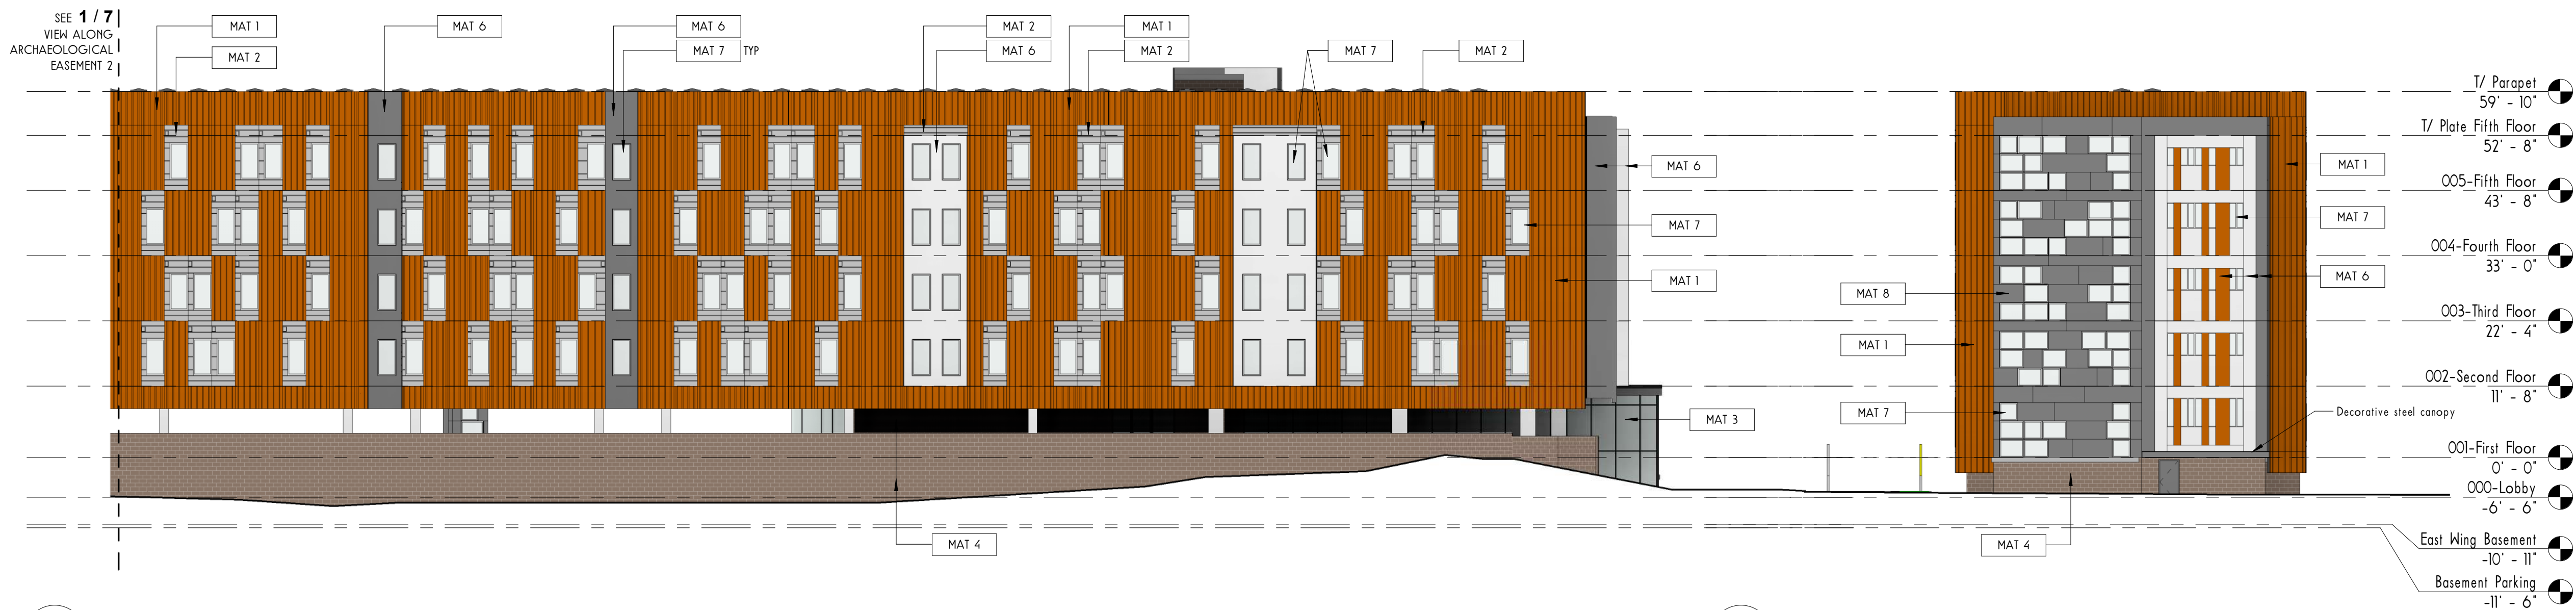 SEE 1 / 7
VIEW ALONG
ARCHAEOLOGICAL
EASEMENT 2
MAT 1
MAT 2
MAT 6
MAT 6
MAT 7 TYP
MAT 2
MAT 6
MAT 1
MAT 2
MAT 7
MAT 2
MAT 6
MAT 7
MAT 1
MAT 3
MAT 4
MAT 8
MAT 1
MAT 7
MAT 4
MAT 1
MAT 7
MAT 6
Decorative steel canopy
T/ Parapet
59' - 10"
T/ Plate Fifth Floor
52' - 8"
005-Fifth Floor
43' - 8"
004-Fourth Floor
33' - 0"
003-Third Floor
22' - 4"
002-Second Floor
11' - 8"
001-First Floor
0' - 0"
000-Lobby
-6' - 6"
East Wing Basement
-10' - 11"
Basement Parking
-11' - 6"